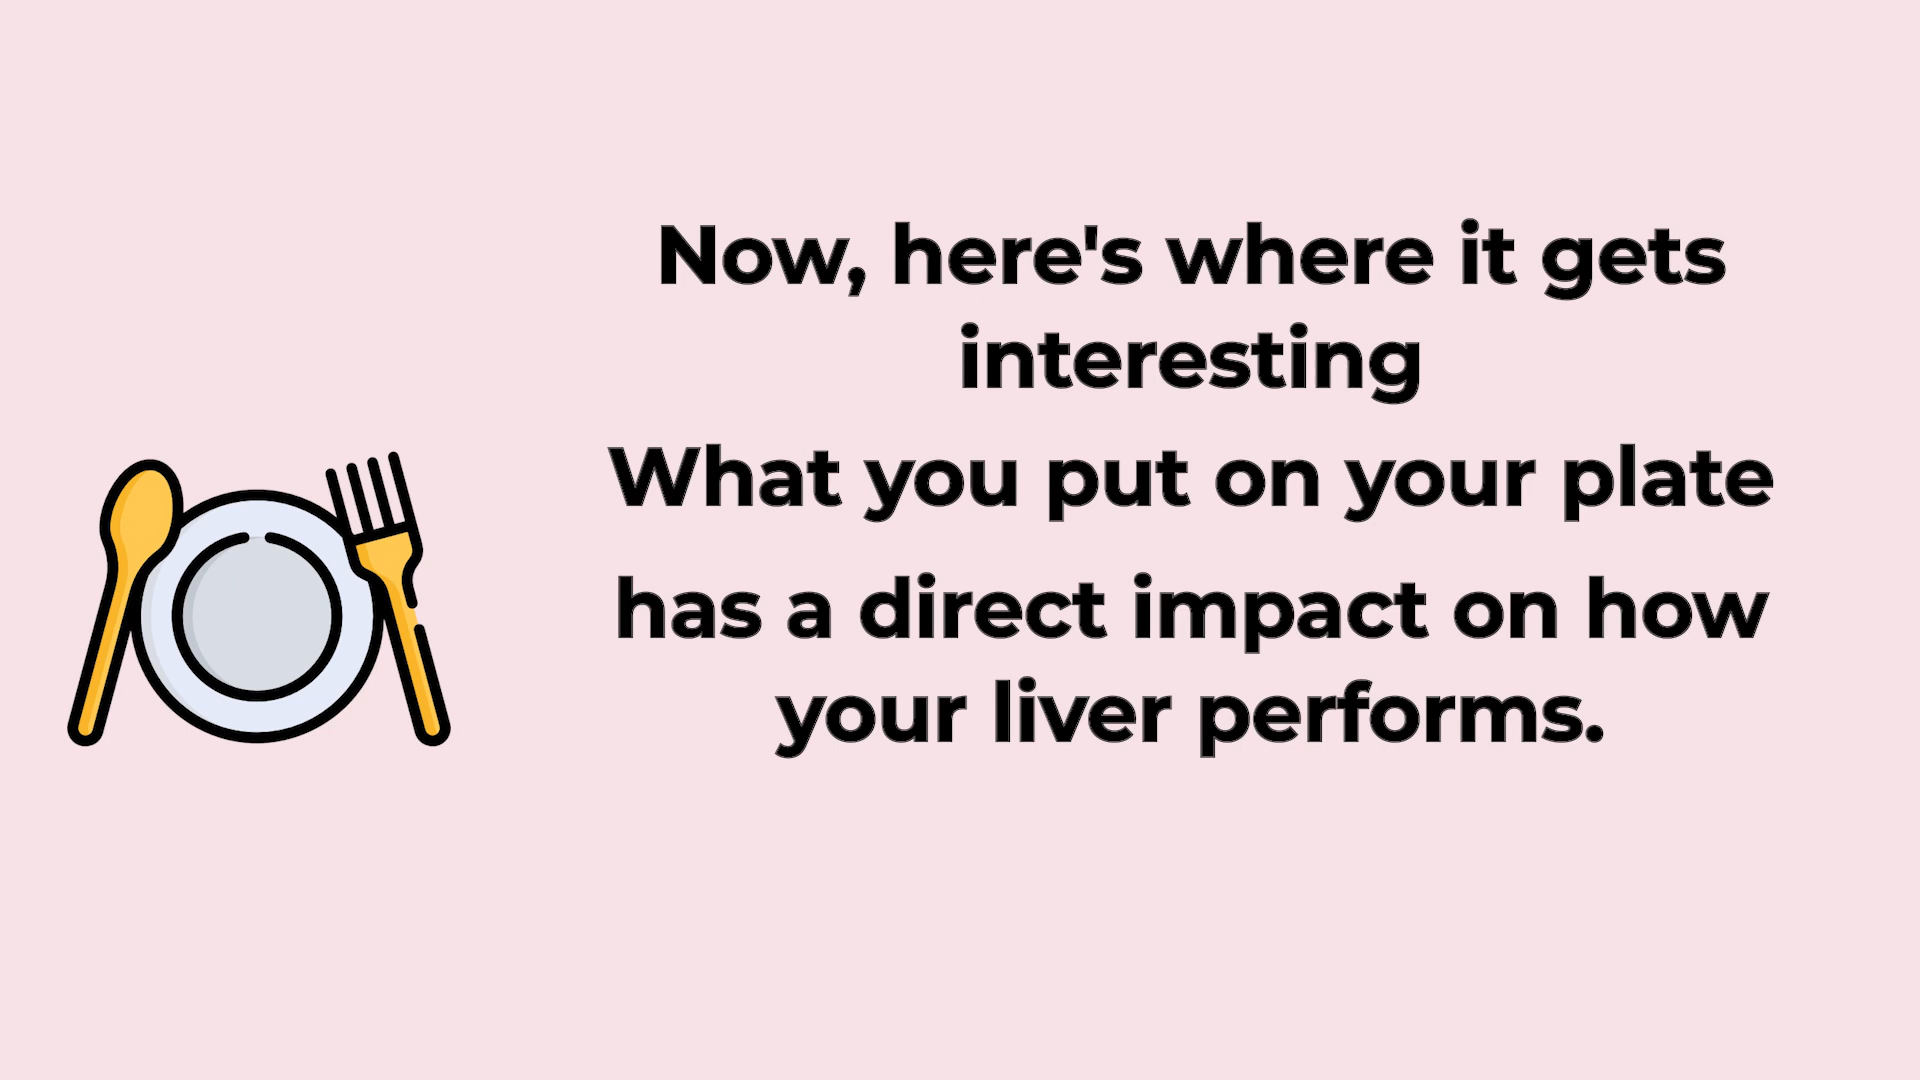 Now, here's where it gets
interesting
What you put on your plate
has a direct impact on how
your liver performs.